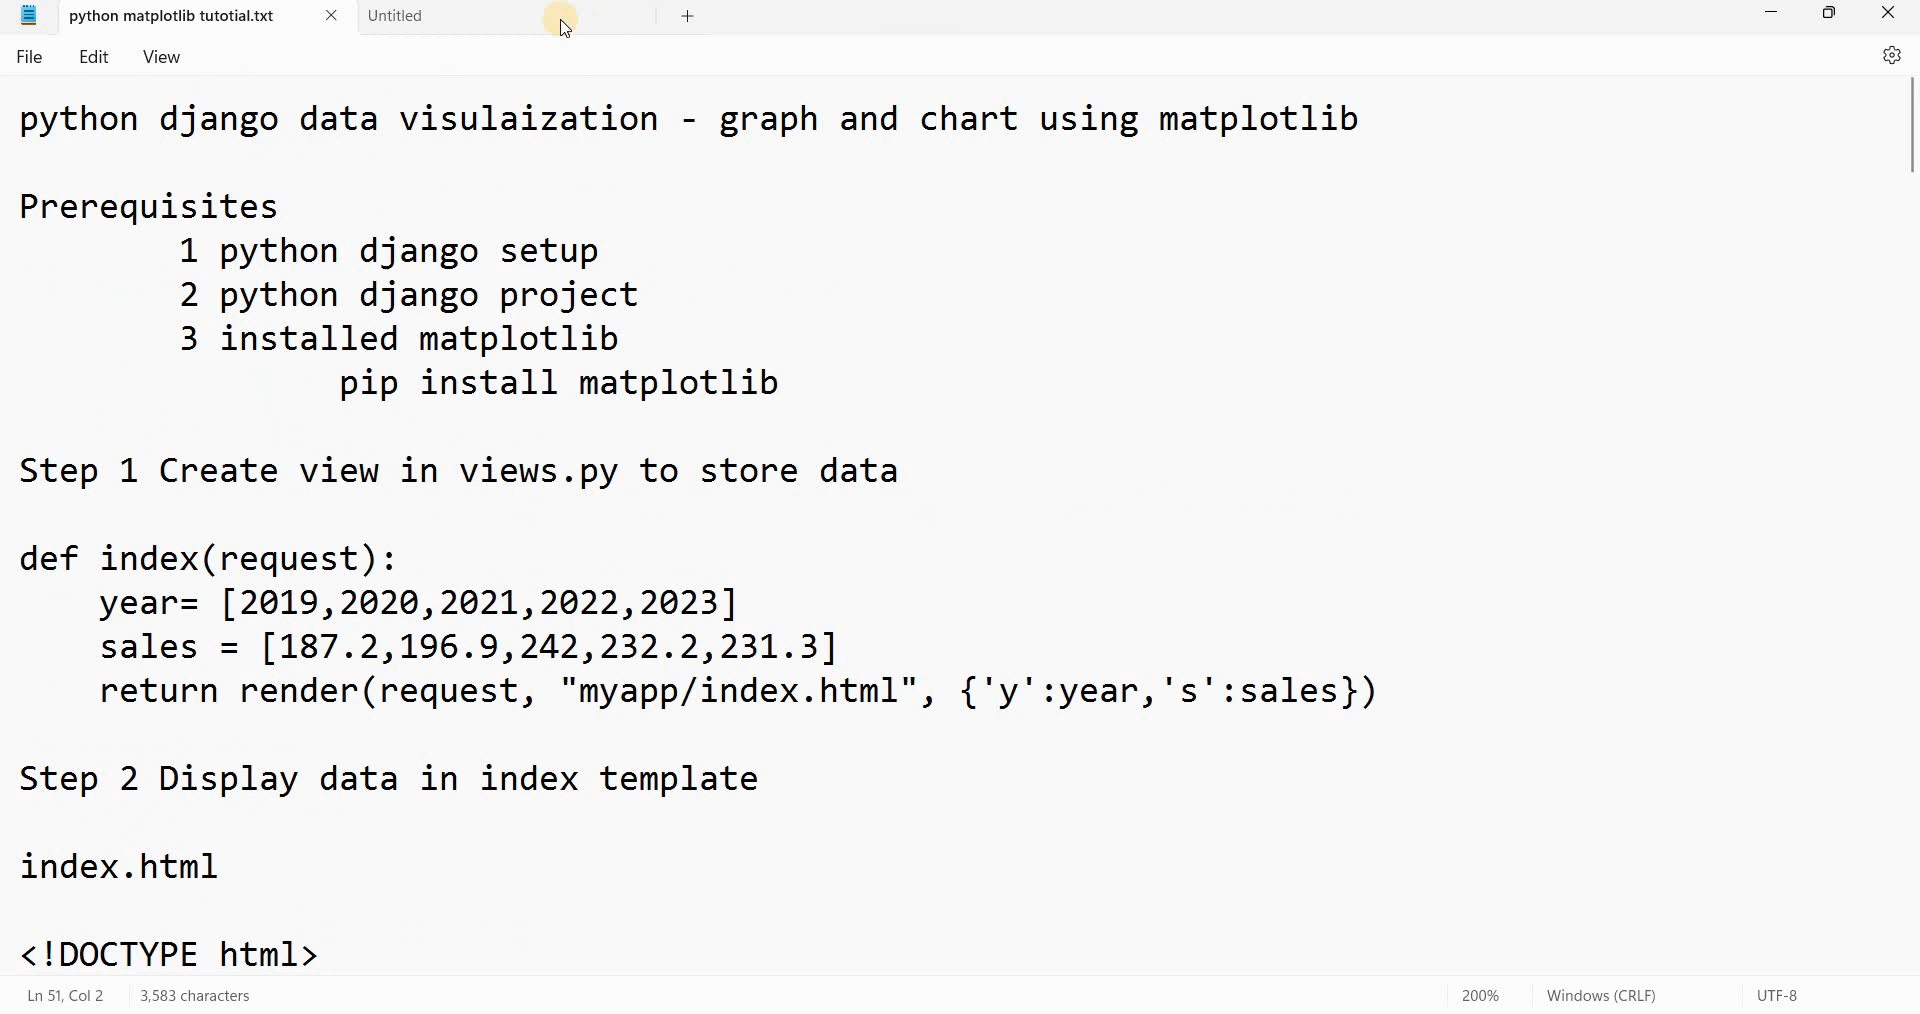 python matplotlib tutotial.txt
Untitled
File Edit View
python django data visulaization - graph and chart using matplotlib
Prerequisites
1 python django setup
2 python django project
3 installed matplotlib
pip install matplotlib
Step 1 Create view in views.py to store data
def index(request):
year= [2019,2020,2021,2022,2023]
sales = [187.2,196.9,242,232.2,231.3]
return render(request, "myapp/index.html", {'y':year,'s':sales})
Step 2 Display data in index template
index.html
<!DOCTYPE html>
Ln 51, Col 2 3,583 characters 200% Windows (CRLF) UTF-8